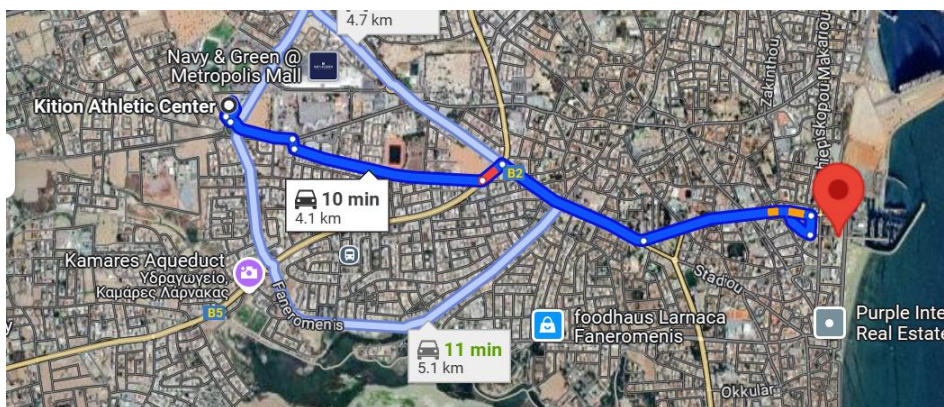 4.7 km
Navy & Green @
Metropolis Mall
Kition Athletic Center
Zakinthou
hiepiskopou Makariou
B2
10 min
4.1 km
Kamares Aqueduct
Υδραγωγείο,
Καμάρες Λάρνακας
Faneromenis
B5
Stadiou
11 min
5.1 km
foodhaus Larnaca
Faneromenis
Purple Inte
Real Estate
Okkular